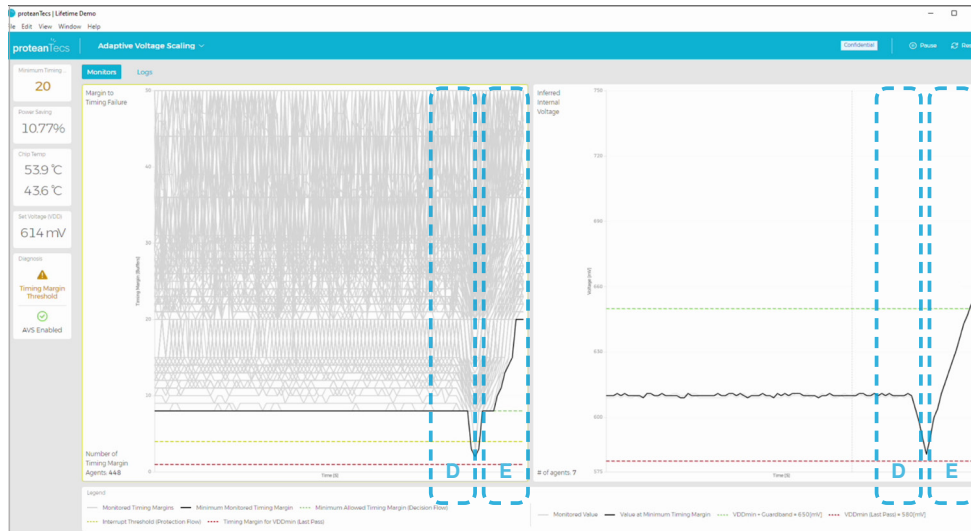 proteanTecs | Lifetime Demo
le Edit View Window Help
proteanTecs
Adaptive Voltage Scaling
Confidential
Pause
Res
Minimum Timing...
20
Power Saving
10.77%
Chip Temp
53.9 °C
43.6 °C
Set Voltage (VDD)
614 mV
Diagnosis
Timing Margin
Threshold
AVS Enabled
Monitors Logs
Margin to
Timing Failure
50
40
30
20
10
0
Timing Margin (Buffers)
Number of
Timing Margin
Agents: 448
Time [s]
D E
Inferred
Internal
Voltage
750
720
660
630
600
570
Voltage (mV)
# of agents: 7
Time [s]
D E
Legend
Monitored Timing Margins
Minimum Monitored Timing Margin
Minimum Allowed Timing Margin (Decision Flow)
Interrupt Threshold (Protection Flow)
Timing Margin for VDDmin (Last Pass)
Monitored Value
Value at Minimum Timing Margin
VDDmin + Guardband = 650[mV]
VDDmin (Last Pass) = 580[mV]